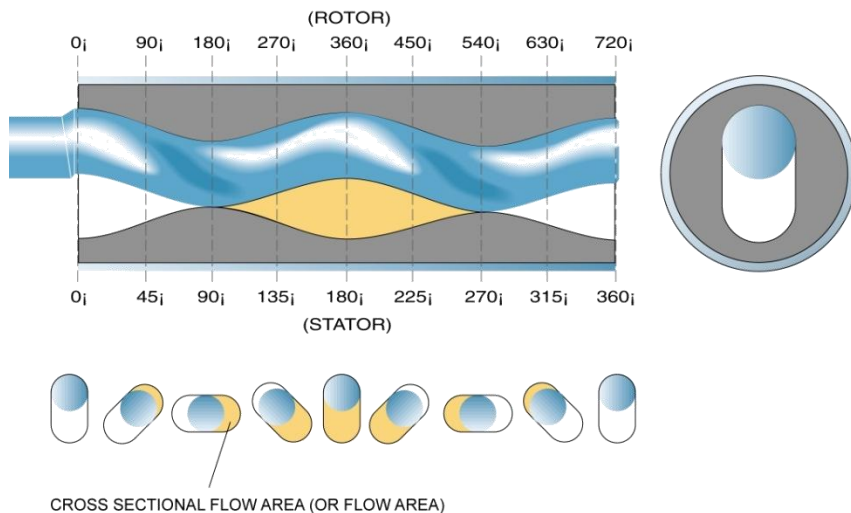 (ROTOR)
0¡ 90¡ 180¡ 270¡ 360¡ 450¡ 540¡ 630¡ 720¡
0¡ 45¡ 90¡ 135¡ 180¡ 225¡ 270¡ 315¡ 360¡
(STATOR)
CROSS SECTIONAL FLOW AREA (OR FLOW AREA)